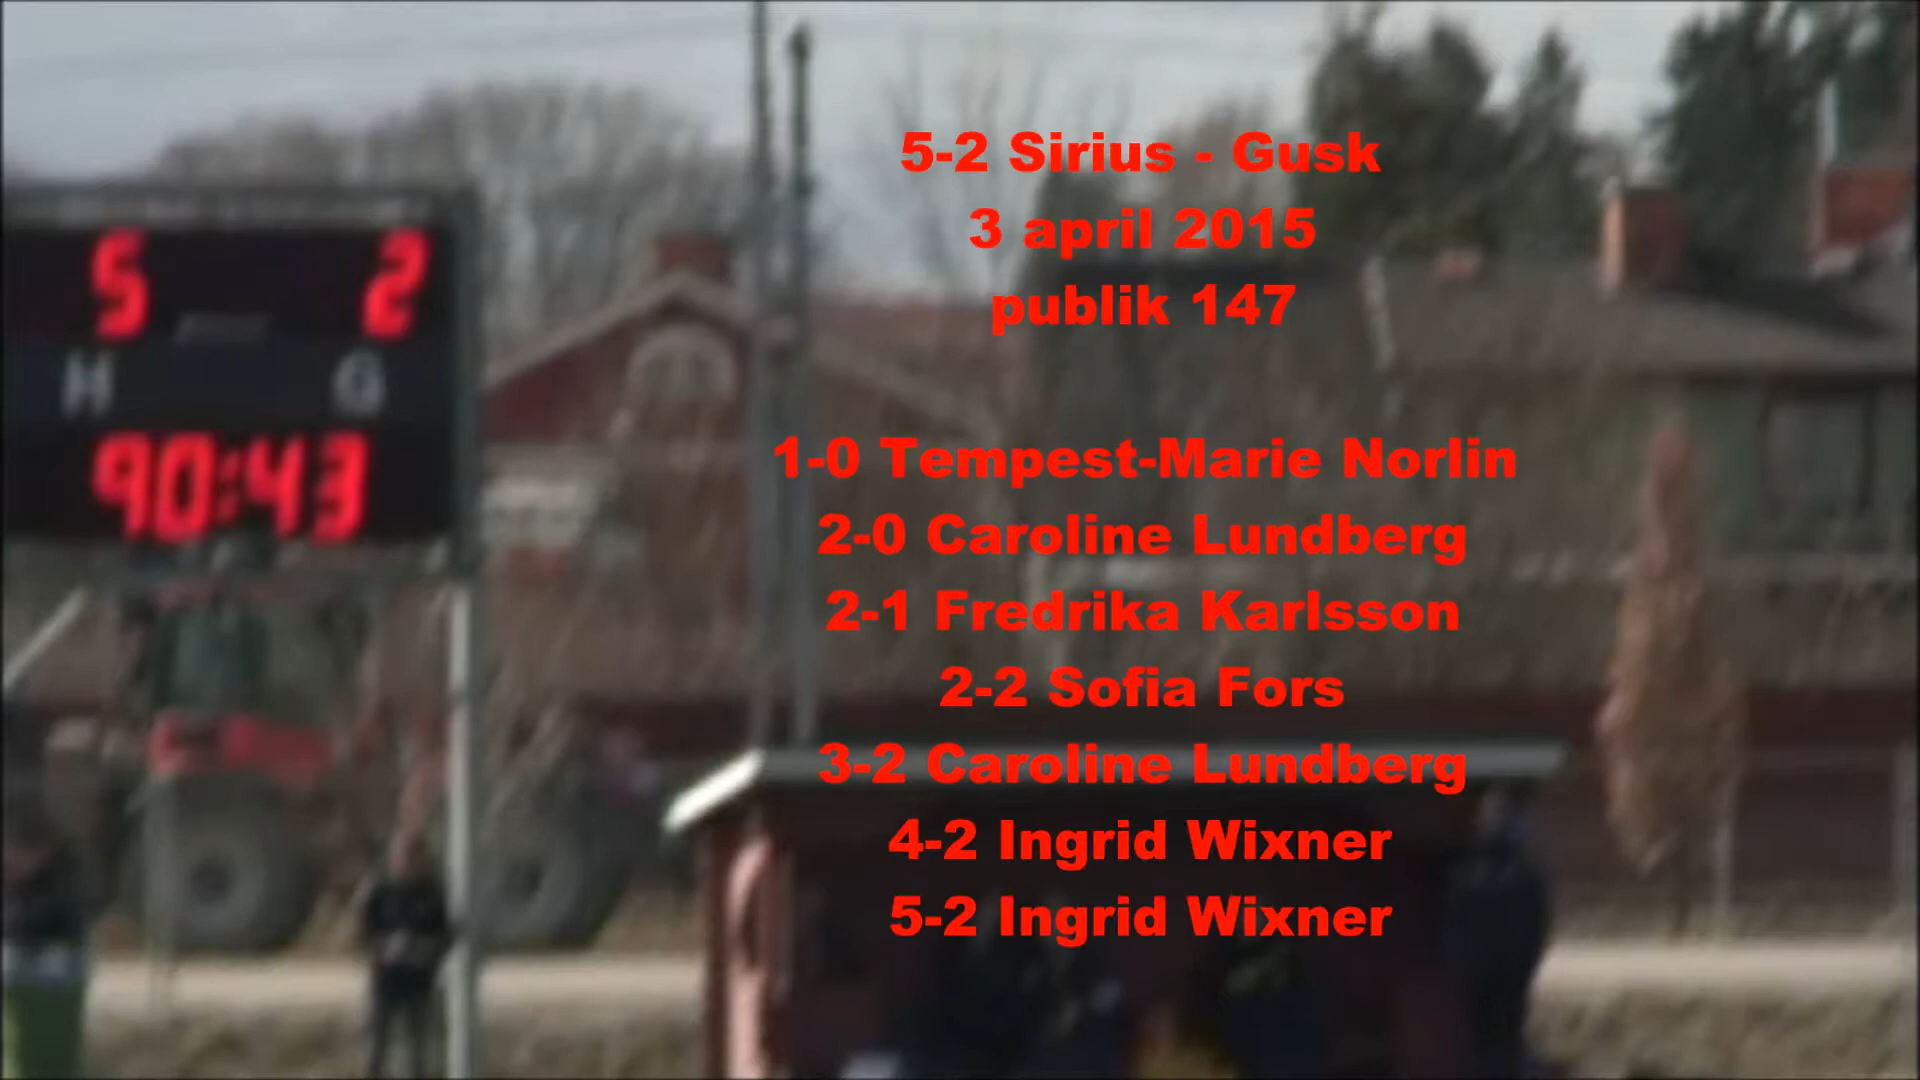 5-2 Sirius - Gusk
3 april 2015
publik 147
5 2
H G
90:43
1-0 Tempest-Marie Norlin
2-0 Caroline Lundberg
2-1 Fredrika Karlsson
2-2 Sofia Fors
3-2 Caroline Lundberg
4-2 Ingrid Wixner
5-2 Ingrid Wixner